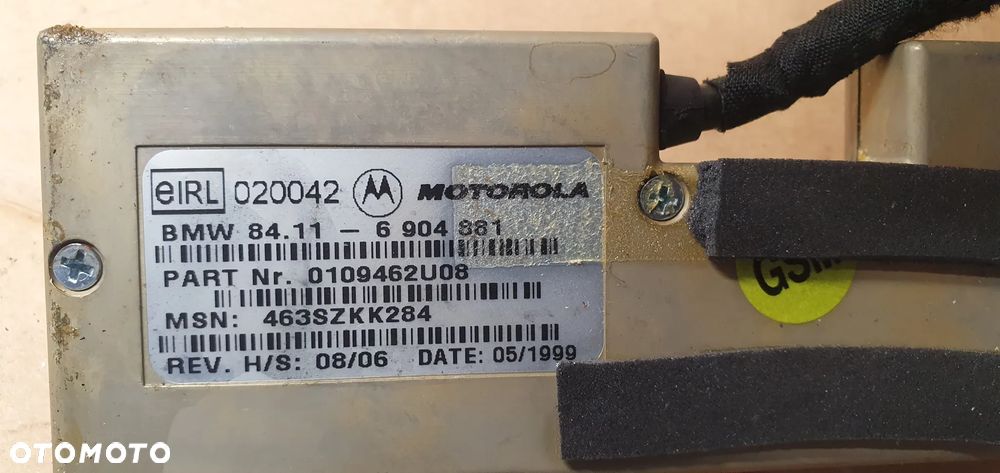 eIRL 020042 M MOTOROLA
BMW 84.11 - 6 904 881
PART Nr. 0109462U08
MSN: 463SZKK284
REV. H/S: 08/06 DATE: 05/1999
GSM
OTOMOTO